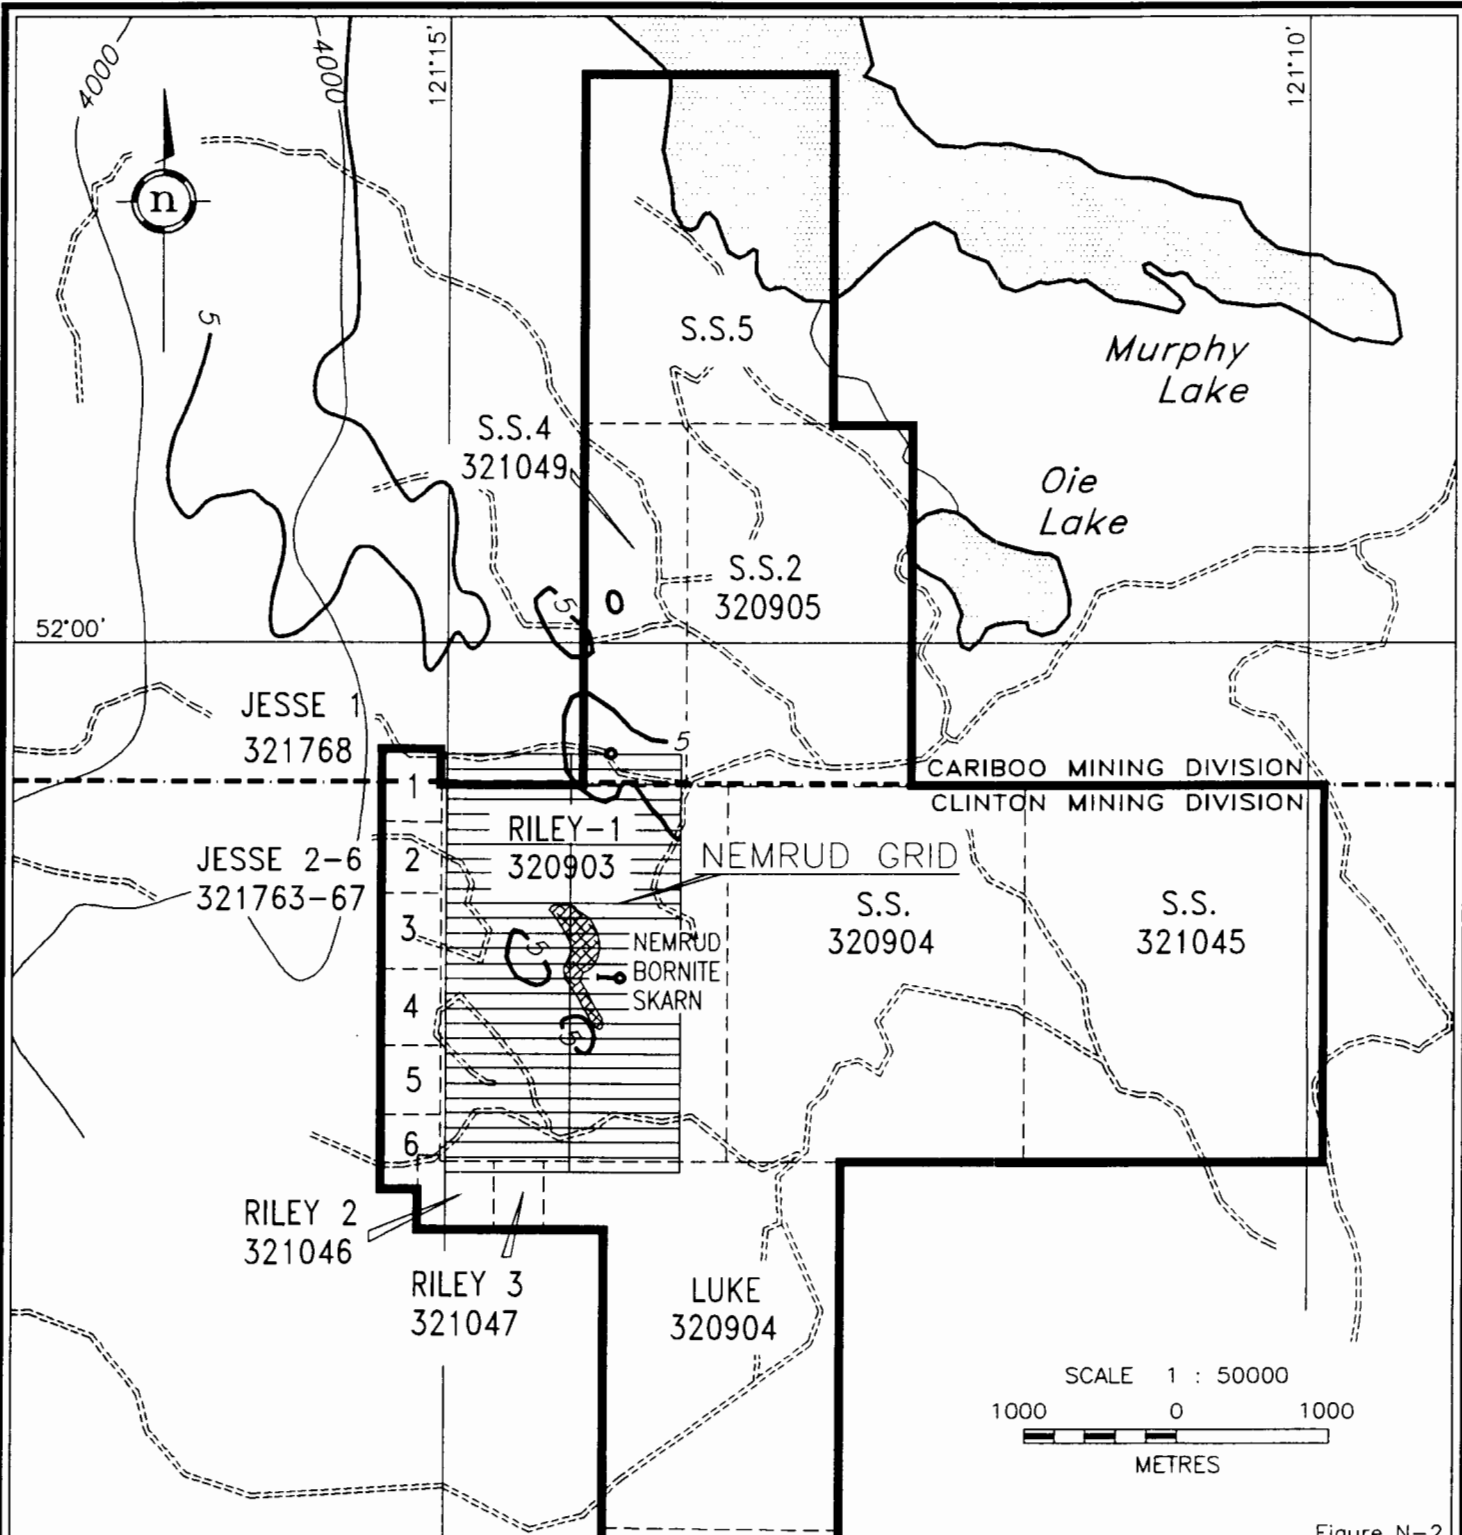 4000
4000
121°15'
121°10'
n
5
S.S.5
Murphy
Lake
S.S.4
321049
Oie
Lake
S.S.2
320905
5
52°00'
JESSE 1
321768
5
CARIBOO MINING DIVISION
CLINTON MINING DIVISION
1
RILEY-1
320903
NEMRUD GRID
JESSE 2-6
321763-67
2
S.S.
320904
S.S.
321045
3
5
NEMRUD
BORNITE
SKARN
4
5
5
6
RILEY 2
321046
RILEY 3
321047
LUKE
320904
SCALE 1 : 50000
1000 0 1000
METRES
Figure N-2